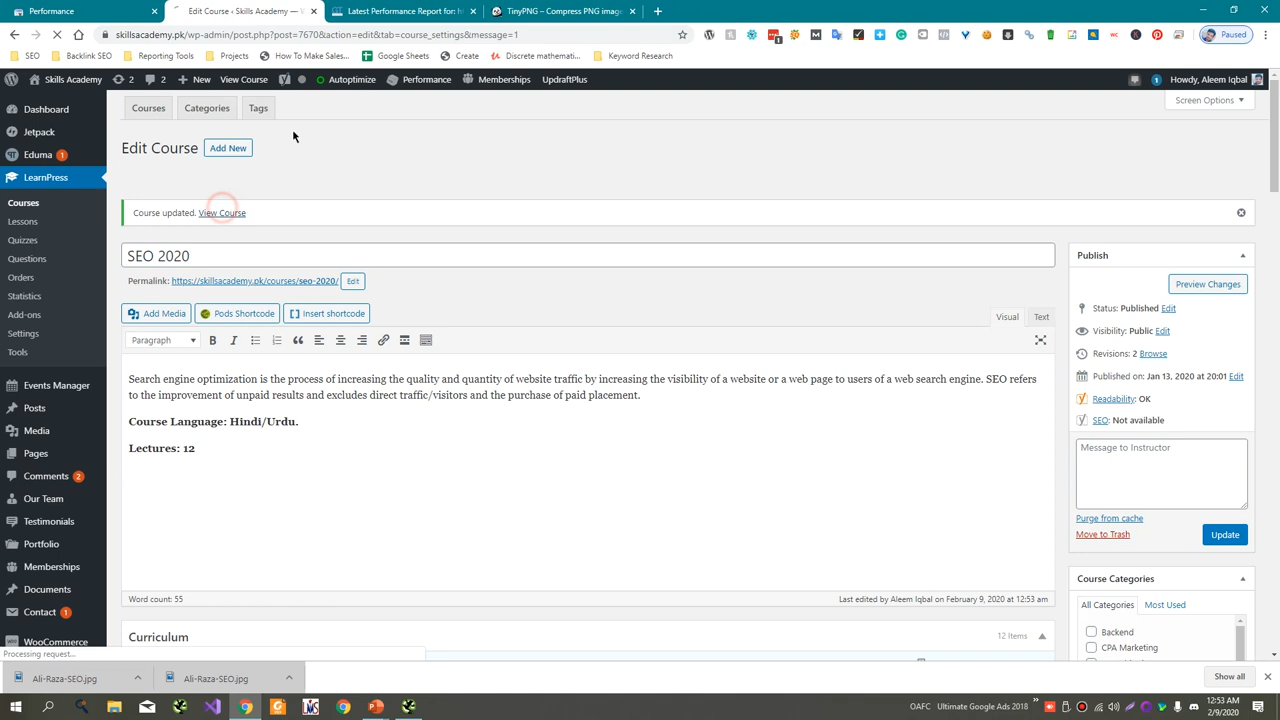 Performance
Edit Course ‹ Skills Academy —
Latest Performance Report for: h
TinyPNG – Compress PNG image
skillsacademy.pk/wp-admin/post.php?post=7670&action=edit&tab=course_settings&message=1
Paused
SEO
Backlink SEO
Reporting Tools
Projects
How To Make Sales...
Google Sheets
Create
Discrete mathemati...
Keyword Research
Skills Academy
2
2
New
View Course
Autoptimize
Performance
Memberships
UpdraftPlus
1
Howdy, Aleem Iqbal
Dashboard
Jetpack
Eduma 1
LearnPress
Courses
Lessons
Quizzes
Questions
Orders
Statistics
Add-ons
Settings
Tools
Events Manager
Posts
Media
Pages
Comments 2
Our Team
Testimonials
Portfolio
Memberships
Documents
Contact 1
WooCommerce
Courses
Categories
Tags
Screen Options
Edit Course
Add New
Course updated. View Course
SEO 2020
Permalink: https://skillsacademy.pk/courses/seo-2020/ Edit
Add Media
Pods Shortcode
Insert shortcode
Visual
Text
Paragraph
Search engine optimization is the process of increasing the quality and quantity of website traffic by increasing the visibility of a website or a web page to users of a web search engine. SEO refers
to the improvement of unpaid results and excludes direct traffic/visitors and the purchase of paid placement.
Course Language: Hindi/Urdu.
Lectures: 12
Word count: 55
Last edited by Aleem Iqbal on February 9, 2020 at 12:53 am
Curriculum
12 Items
Publish
Preview Changes
Status: Published Edit
Visibility: Public Edit
Revisions: 2 Browse
Published on: Jan 13, 2020 at 20:01 Edit
Readability: OK
SEO: Not available
Message to Instructor
Purge from cache
Move to Trash
Update
Course Categories
All Categories
Most Used
Backend
CPA Marketing
Processing request...
Ali-Raza-SEO.jpg
Ali-Raza-SEO.jpg
Show all
OAFC
Ultimate Google Ads 2018
12:53 AM
2/9/2020